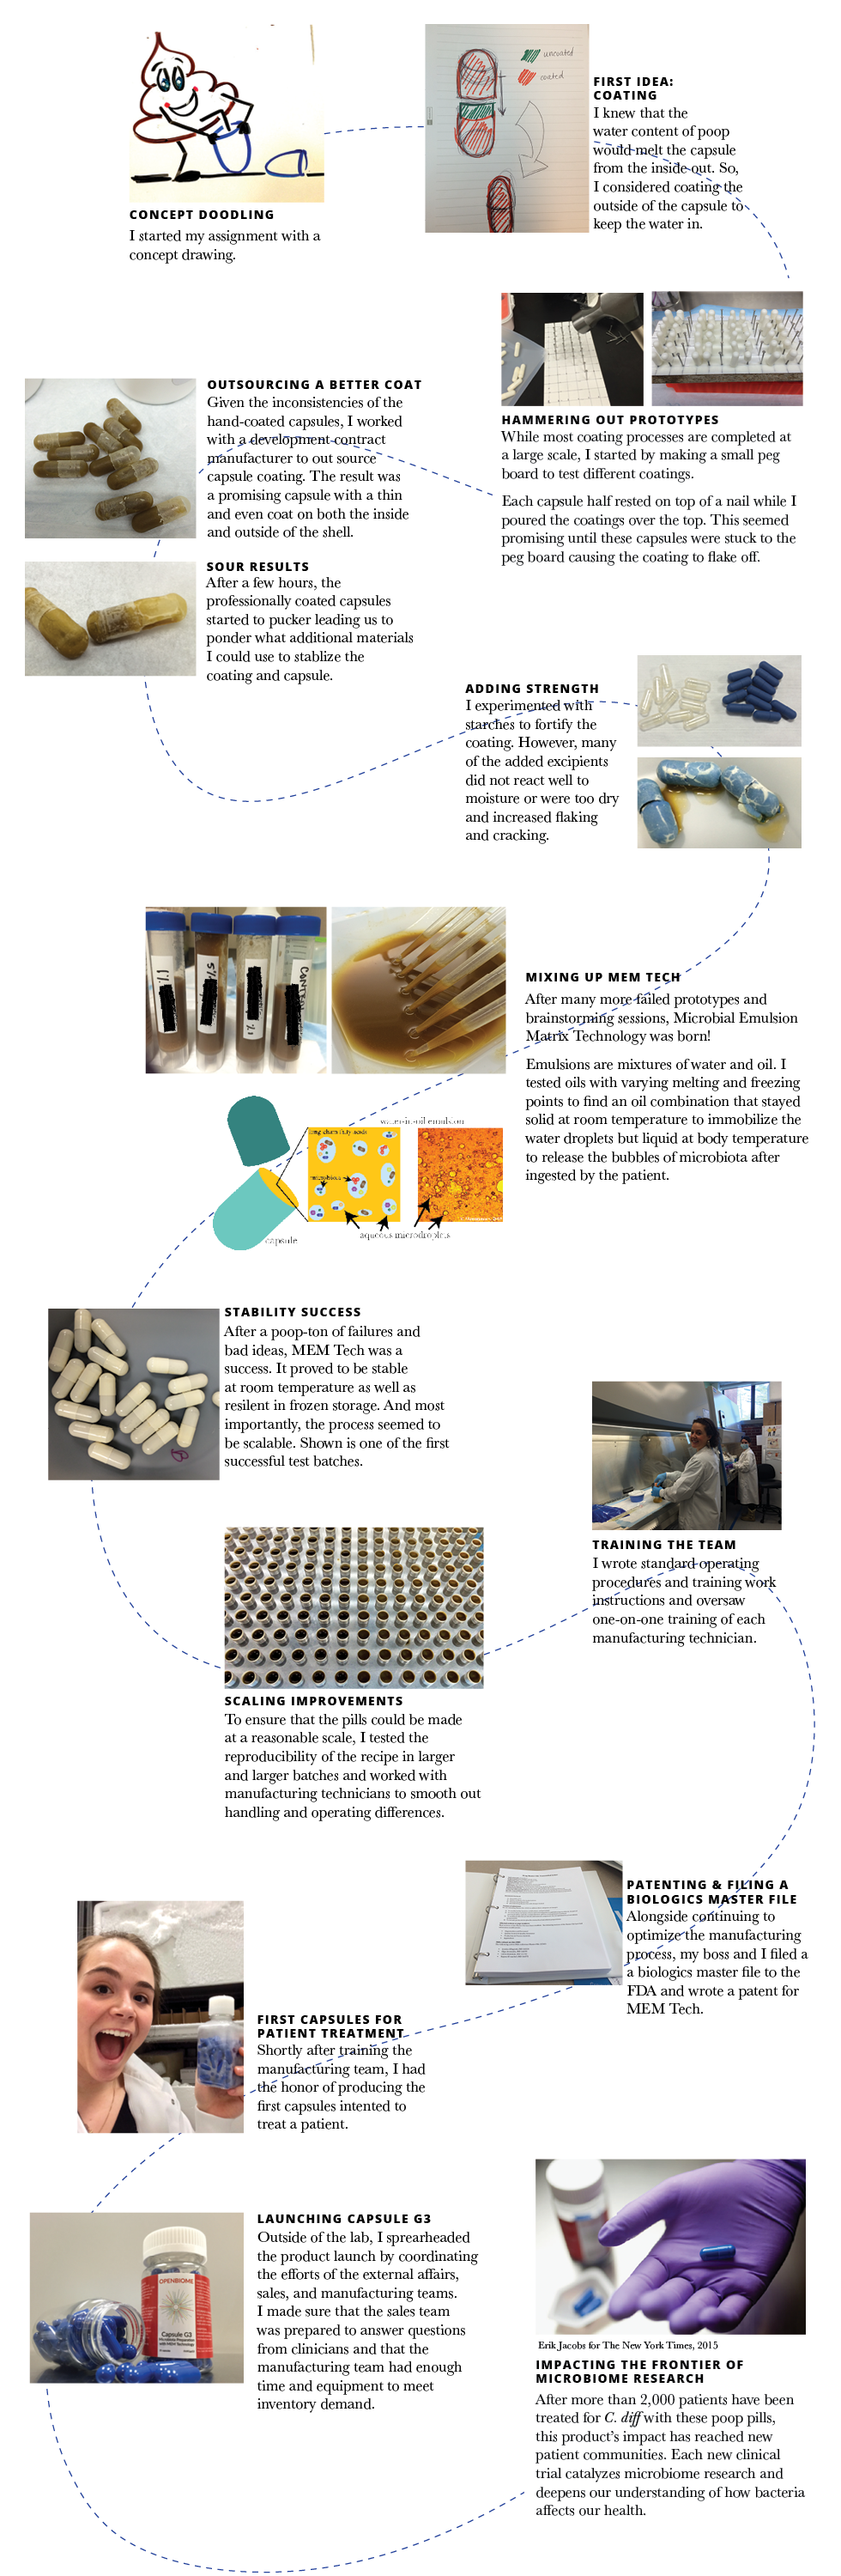 uncoated
coated
CONCEPT DOODLING
I started my assignment with a
concept drawing.
FIRST IDEA:
COATING
I knew that the
water content of poop
would melt the capsule
from the inside out. So,
I considered coating the
outside of the capsule to
keep the water in.
HAMMERING OUT PROTOTYPES
While most coating processes are completed at
a large scale, I started by making a small peg
board to test different coatings.
Each capsule half rested on top of a nail while I
poured the coatings over the top. This seemed
promising until these capsules were stuck to the
peg board causing the coating to flake off.
OUTSOURCING A BETTER COAT
Given the inconsistencies of the
hand-coated capsules, I worked
with a development contract
manufacturer to out source
capsule coating. The result was
a promising capsule with a thin
and even coat on both the inside
and outside of the shell.
SOUR RESULTS
After a few hours, the
professionally coated capsules
started to pucker leading us to
ponder what additional materials
I could use to stablize the
coating and capsule.
ADDING STRENGTH
I experimented with
starches to fortify the
coating. However, many
of the added excipients
did not react well to
moisture or were too dry
and increased flaking
and cracking.
MIXING UP MEM TECH
After many more failed prototypes and
brainstorming sessions, Microbial Emulsion
Matrix Technology was born!
Emulsions are mixtures of water and oil. I
tested oils with varying melting and freezing
points to find an oil combination that stayed
solid at room temperature to immobilize the
water droplets but liquid at body temperature
to release the bubbles of microbiota after
ingested by the patient.
water-in-oil emulsion
long chain fatty acids
microbiota
aqueous microdroplets
capsule
STABILITY SUCCESS
After a poop-ton of failures and
bad ideas, MEM Tech was a
success. It proved to be stable
at room temperature as well as
resilent in frozen storage. And most
importantly, the process seemed to
be scalable. Shown is one of the first
successful test batches.
TRAINING THE TEAM
I wrote standard operating
procedures and training work
instructions and oversaw
one-on-one training of each
manufacturing technician.
SCALING IMPROVEMENTS
To ensure that the pills could be made
at a reasonable scale, I tested the
reproducibility of the recipe in larger
and larger batches and worked with
manufacturing technicians to smooth out
handling and operating differences.
PATENTING & FILING A
BIOLOGICS MASTER FILE
Alongside continuing to
optimize the manufacturing
process, my boss and I filed a
a biologics master file to the
FDA and wrote a patent for
MEM Tech.
FIRST CAPSULES FOR
PATIENT TREATMENT
Shortly after training the
manufacturing team, I had
the honor of producing the
first capsules intented to
treat a patient.
LAUNCHING CAPSULE G3
Outside of the lab, I sprearheaded
the product launch by coordinating
the efforts of the external affairs,
sales, and manufacturing teams.
I made sure that the sales team
was prepared to answer questions
from clinicians and that the
manufacturing team had enough
time and equipment to meet
inventory demand.
OPENBIOME
Capsule G3
Erik Jacobs for The New York Times, 2015
IMPACTING THE FRONTIER OF
MICROBIOME RESEARCH
After more than 2,000 patients have been
treated for C. diff with these poop pills,
this product's impact has reached new
patient communities. Each new clinical
trial catalyzes microbiome research and
deepens our understanding of how bacteria
affects our health.